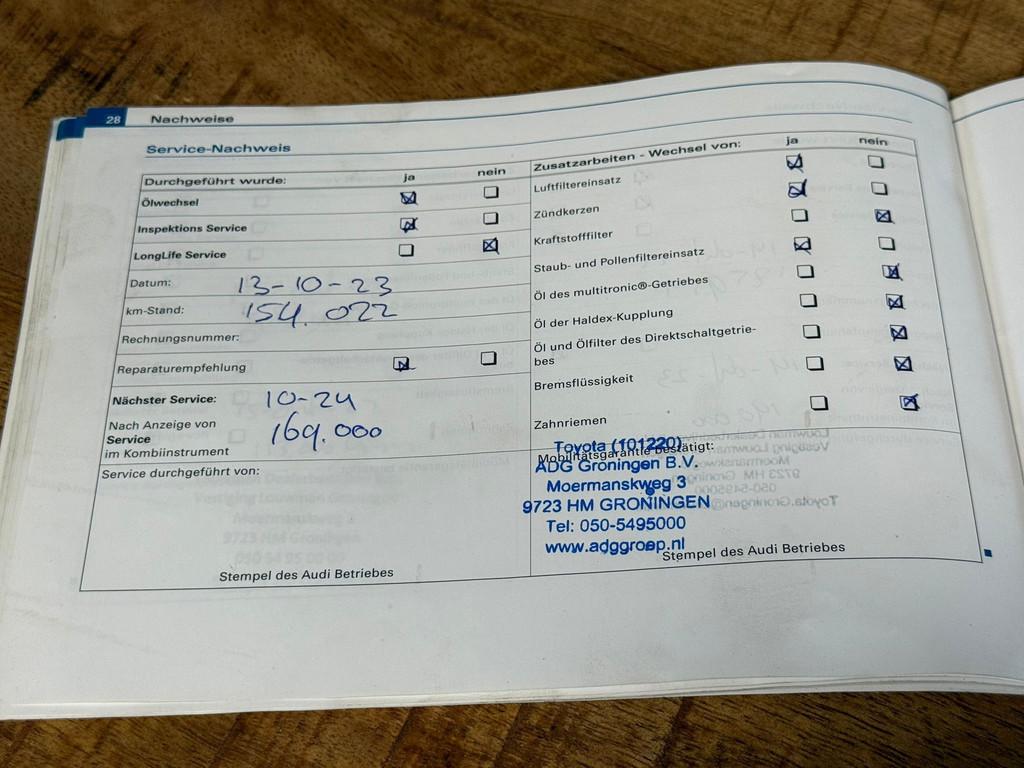 28 Nachweise
Service-Nachweis
Durchgeführt wurde: ja nein
Ölwechsel
Inspektions Service
LongLife Service
Datum: 13-10-23
km-Stand: 154.022
Rechnungsnummer:
Reparaturempfehlung
Nächster Service: 10-24
Nach Anzeige von
Service
im Kombiinstrument
169.000
Service durchgeführt von:
Stempel des Audi Betriebes
Zusatzarbeiten - Wechsel von: ja nein
Luftfiltereinsatz
Zündkerzen
Kraftstofffilter
Staub- und Pollenfiltereinsatz
Öl des multitronic®-Getriebes
Öl der Haldex-Kupplung
Öl und Ölfilter des Direktschaltgetrie-
bes
Bremsflüssigkeit
Zahnriemen
Mobilitätsgarantie bestätigt:
Toyota (101220)
ADG Groningen B.V.
Moermanskweg 3
9723 HM GRONINGEN
Tel: 050-5495000
www.adggroep.nl
Stempel des Audi Betriebes